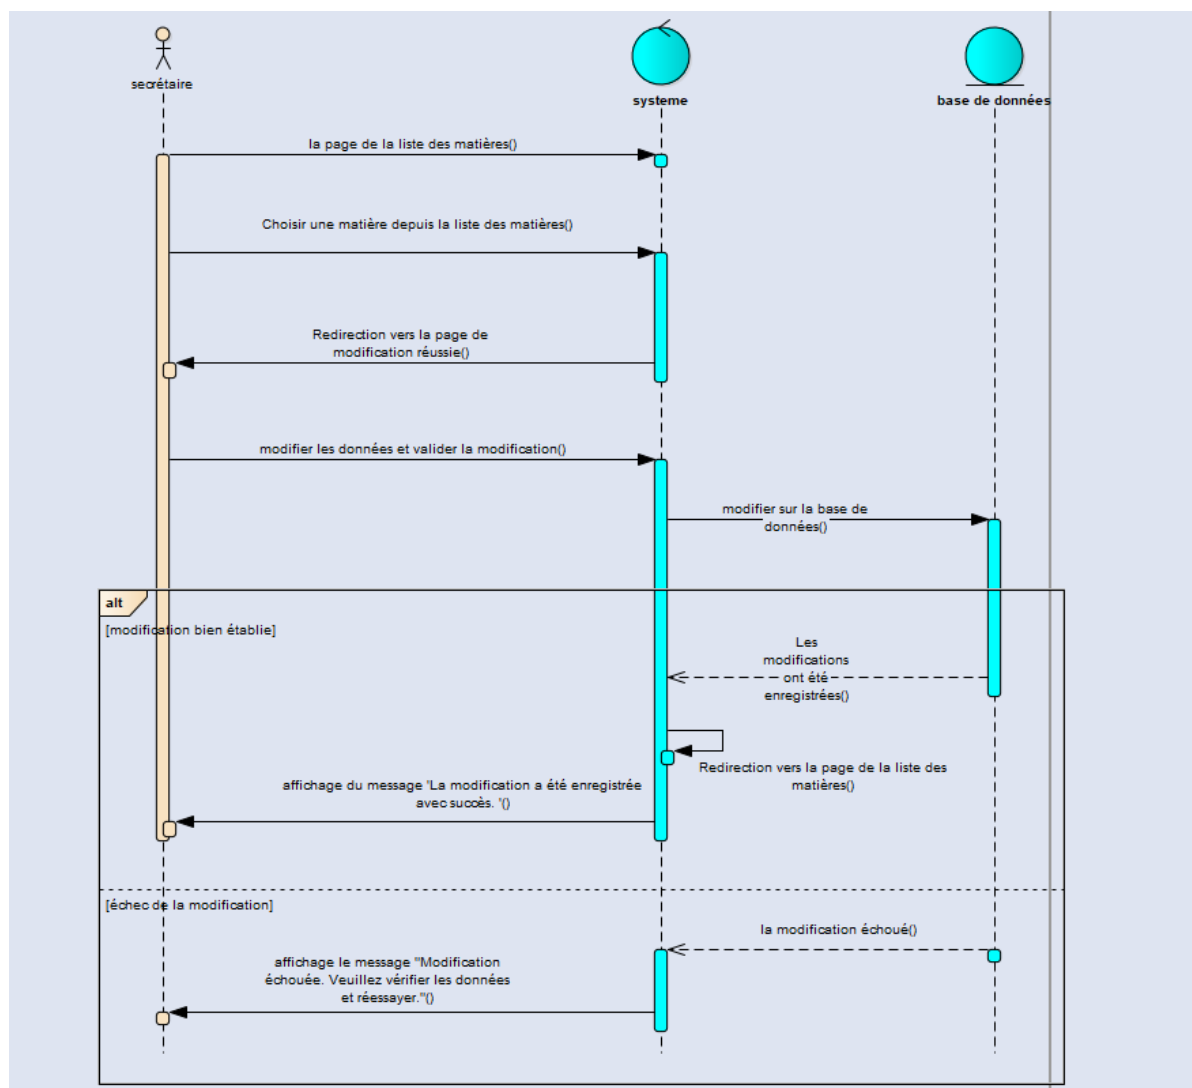 secrétaire
systeme
base de données
la page de la liste des matières()
Choisir une matière depuis la liste des matières()
Redirection vers la page de
modification réussie()
modifier les données et valider la modification()
modifier sur la base de
données()
alt
[modification bien établie]
Les
modifications
ont été
enregistrées()
Redirection vers la page de la liste des
matières()
affichage du message 'La modification a été enregistrée
avec succès. '()
[échec de la modification]
la modification échoué()
affichage le message "Modification
échouée. Veuillez vérifier les données
et réessayer."()